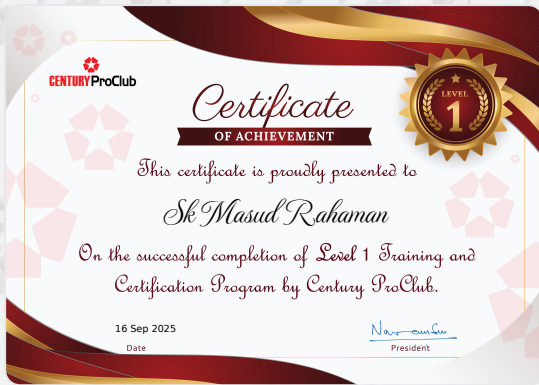 CENTURY ProClub
Certificate
OF ACHIEVEMENT
LEVEL
1
This certificate is proudly presented to
Sk Masud Rahaman
On the successful completion of Level 1 Training and
Certification Program by Century ProClub.
16 Sep 2025
Date
President